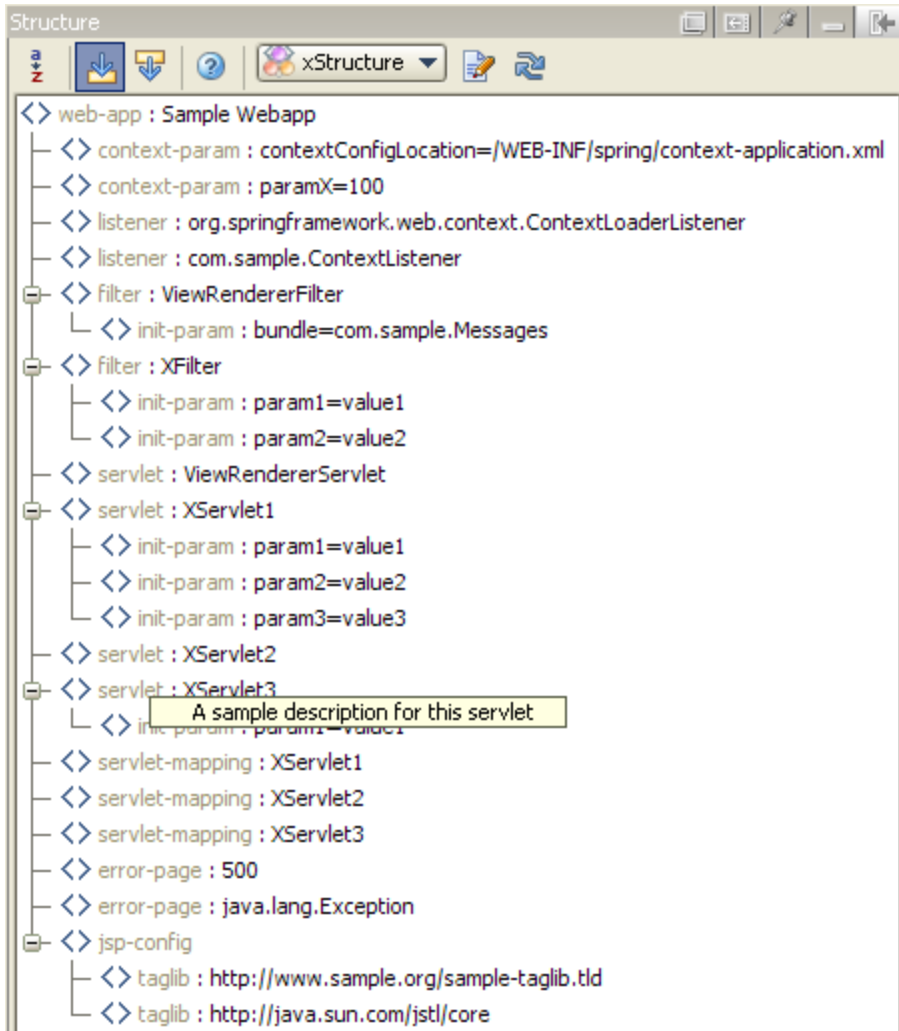 Structure
a
z
xStructure
web-app : Sample Webapp
context-param : contextConfigLocation=/WEB-INF/spring/context-application.xml
context-param : paramX=100
listener : org.springframework.web.context.ContextLoaderListener
listener : com.sample.ContextListener
filter : ViewRendererFilter
init-param : bundle=com.sample.Messages
filter : XFilter
init-param : param1=value1
init-param : param2=value2
servlet : ViewRendererServlet
servlet : XServlet1
init-param : param1=value1
init-param : param2=value2
init-param : param3=value3
servlet : XServlet2
servlet : XServlet3
A sample description for this servlet
init-param : param1=value1
servlet-mapping : XServlet1
servlet-mapping : XServlet2
servlet-mapping : XServlet3
error-page : 500
error-page : java.lang.Exception
jsp-config
taglib : http://www.sample.org/sample-taglib.tld
taglib : http://java.sun.com/jstl/core